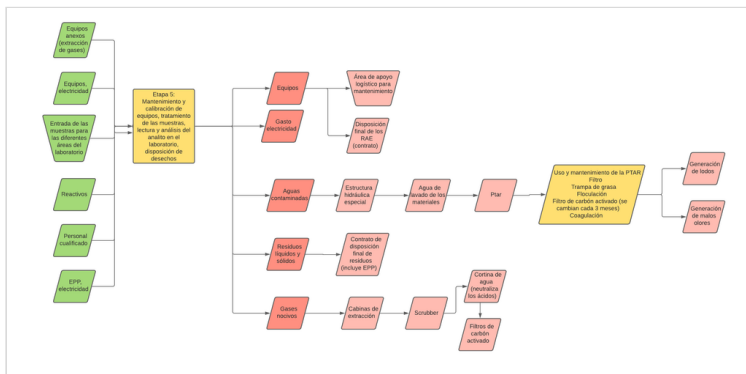 Equipos
anexos
(extracción
de gases)
Equipos,
electricidad
Entrada de las
muestras para
las diferentes
áreas del
laboratorio
Reactivos
Personal
cualificado
EPP,
electricidad
Etapa 5:
Mantenimiento y
calibración de
equipos, tratamiento
de las muestras,
lectura y análisis del
analito en el
laboratorio,
disposición de
desechos
Equipos
Área de apoyo
logístico para
mantenimiento
Disposición
final de los
RAE
(contrato)
Gasto
electricidad
Aguas
contaminadas
Estructura
hidráulica
especial
Agua de
lavado de los
materiales
Ptar
Uso y mantenimiento de la PTAR
Filtro
Trampa de grasa
Floculación
Filtro de carbón activado (se
cambian cada 3 meses)
Coagulación
Generación
de lodos
Generación
de malos
olores
Residuos
líquidos y
sólidos
Contrato de
disposición
final de
residuos
(incluye EPP)
Gases
nocivos
Cabinas de
extracción
Scrubber
Cortina de
agua
(neutraliza
los ácidos)
Filtros de
carbón
activado